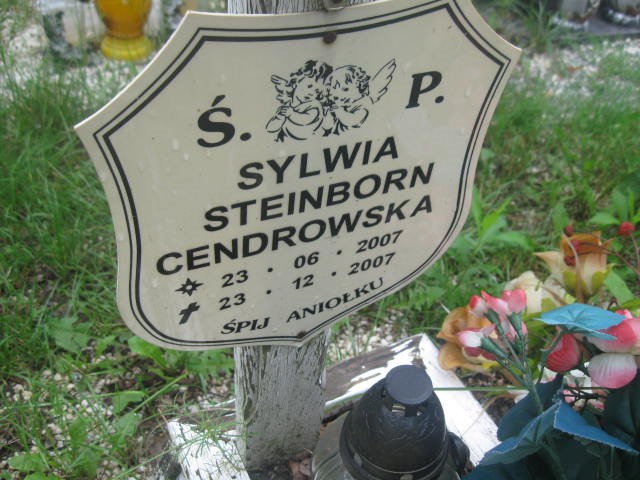 Ś. P.
SYLWIA
STEINBORN
CENDROWSKA
23 · 06 · 2007
23 · 12 · 2007
ŚPIJ ANIOŁKU